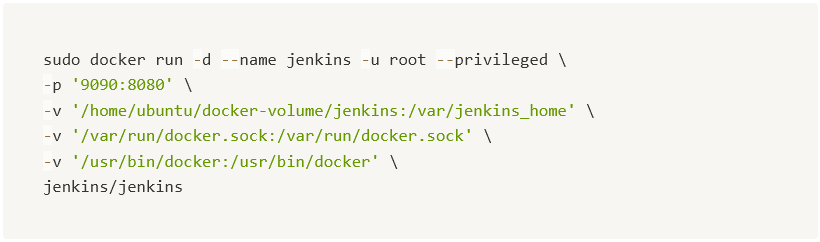 sudo docker run -d --name jenkins -u root --privileged \
-p '9090:8080' \
-v '/home/ubuntu/docker-volume/jenkins:/var/jenkins_home' \
-v '/var/run/docker.sock:/var/run/docker.sock' \
-v '/usr/bin/docker:/usr/bin/docker' \
jenkins/jenkins